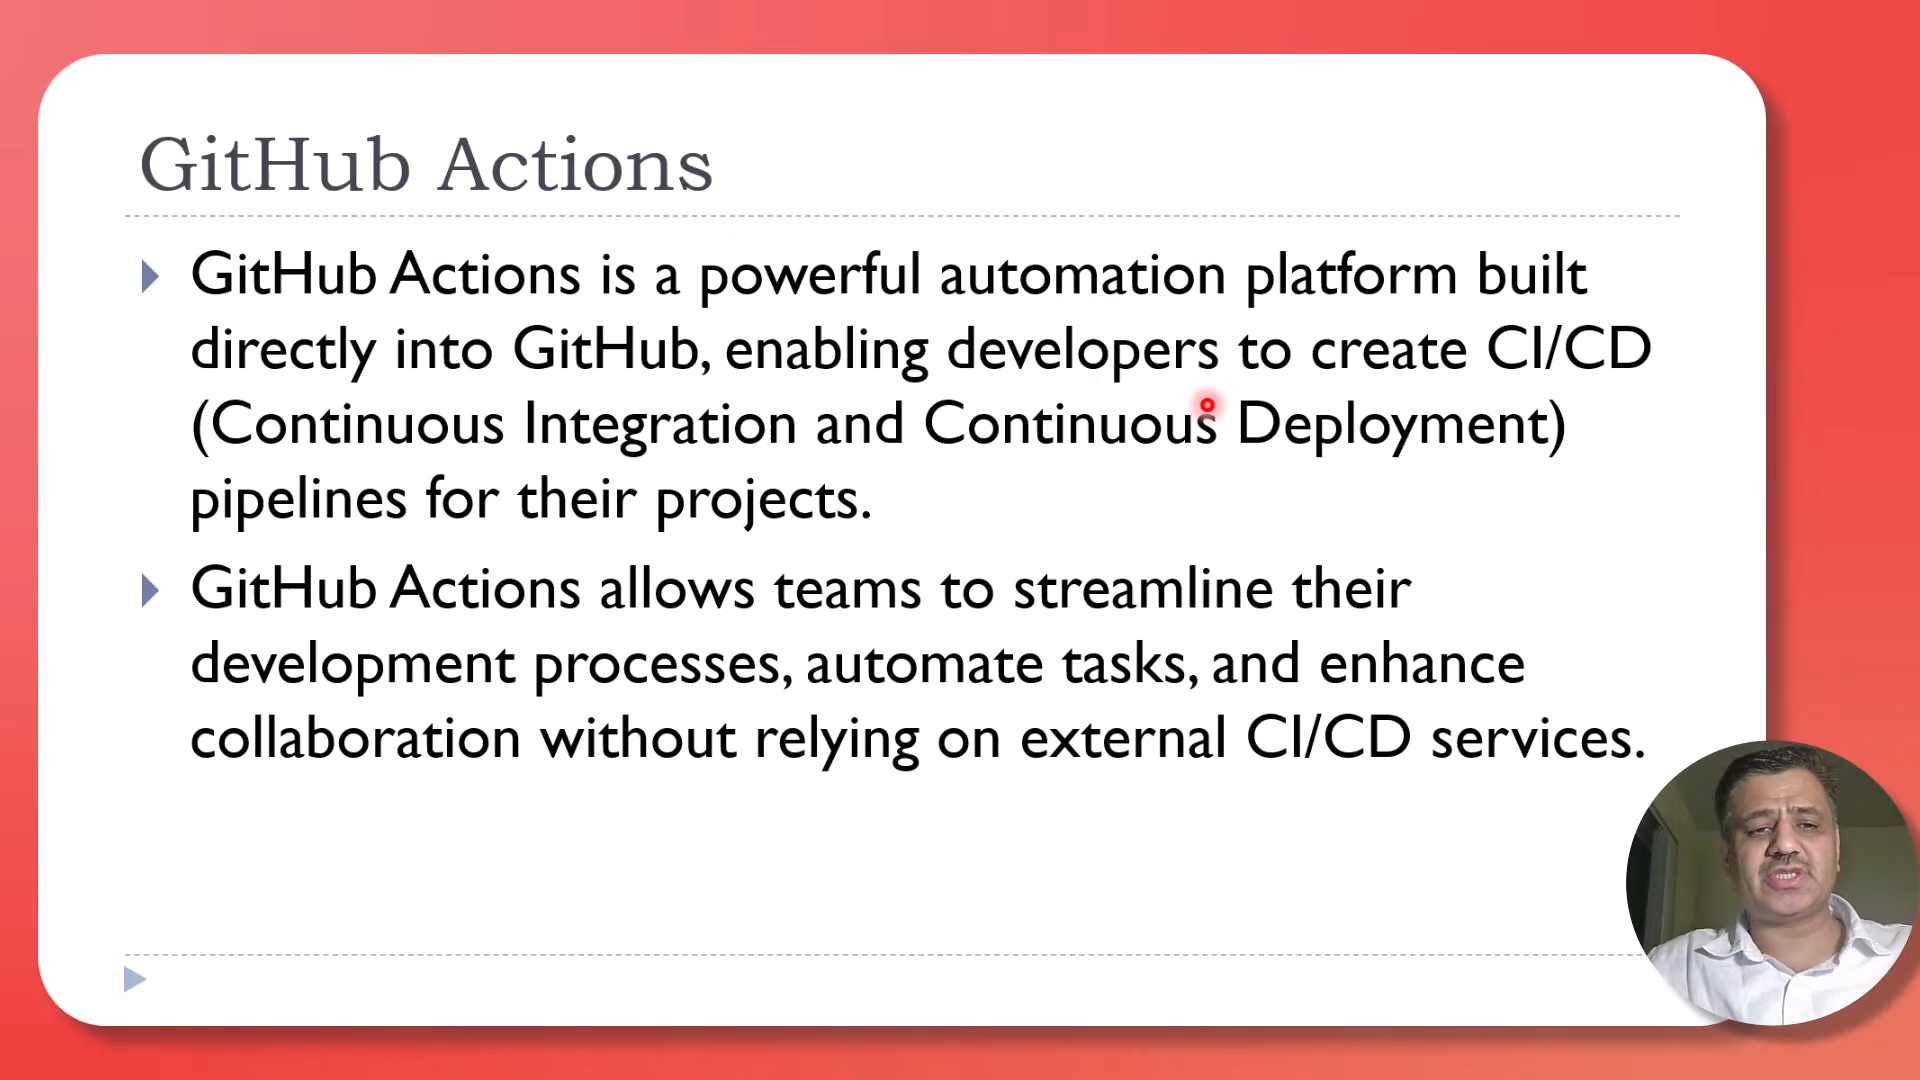 GitHub Actions
GitHub Actions is a powerful automation platform built
directly into GitHub, enabling developers to create CI/CD
(Continuous Integration and Continuous Deployment)
pipelines for their projects.
GitHub Actions allows teams to streamline their
development processes, automate tasks, and enhance
collaboration without relying on external CI/CD services.